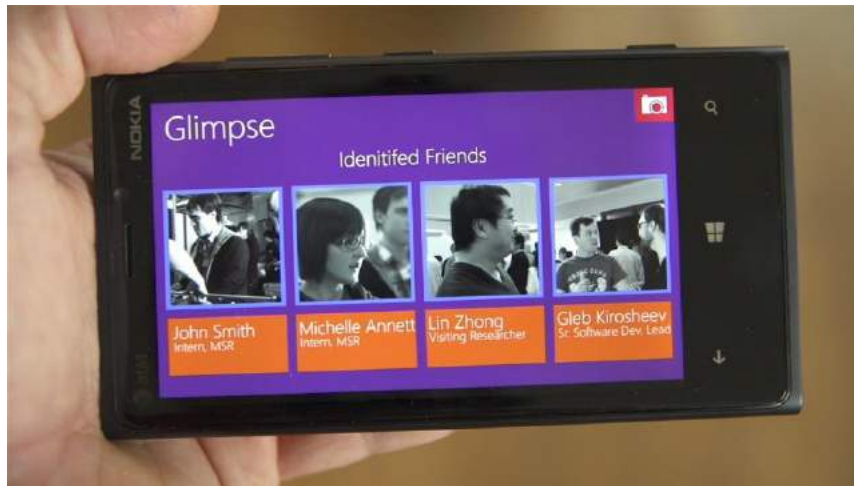 NOKIA
Glimpse
Idenitifed Friends
John Smith
Intern, MSR
Michelle Annett
Intern, MSR
Lin Zhong
Visiting Researcher
Gleb Kirosheev
Sr. Software Dev. Lead